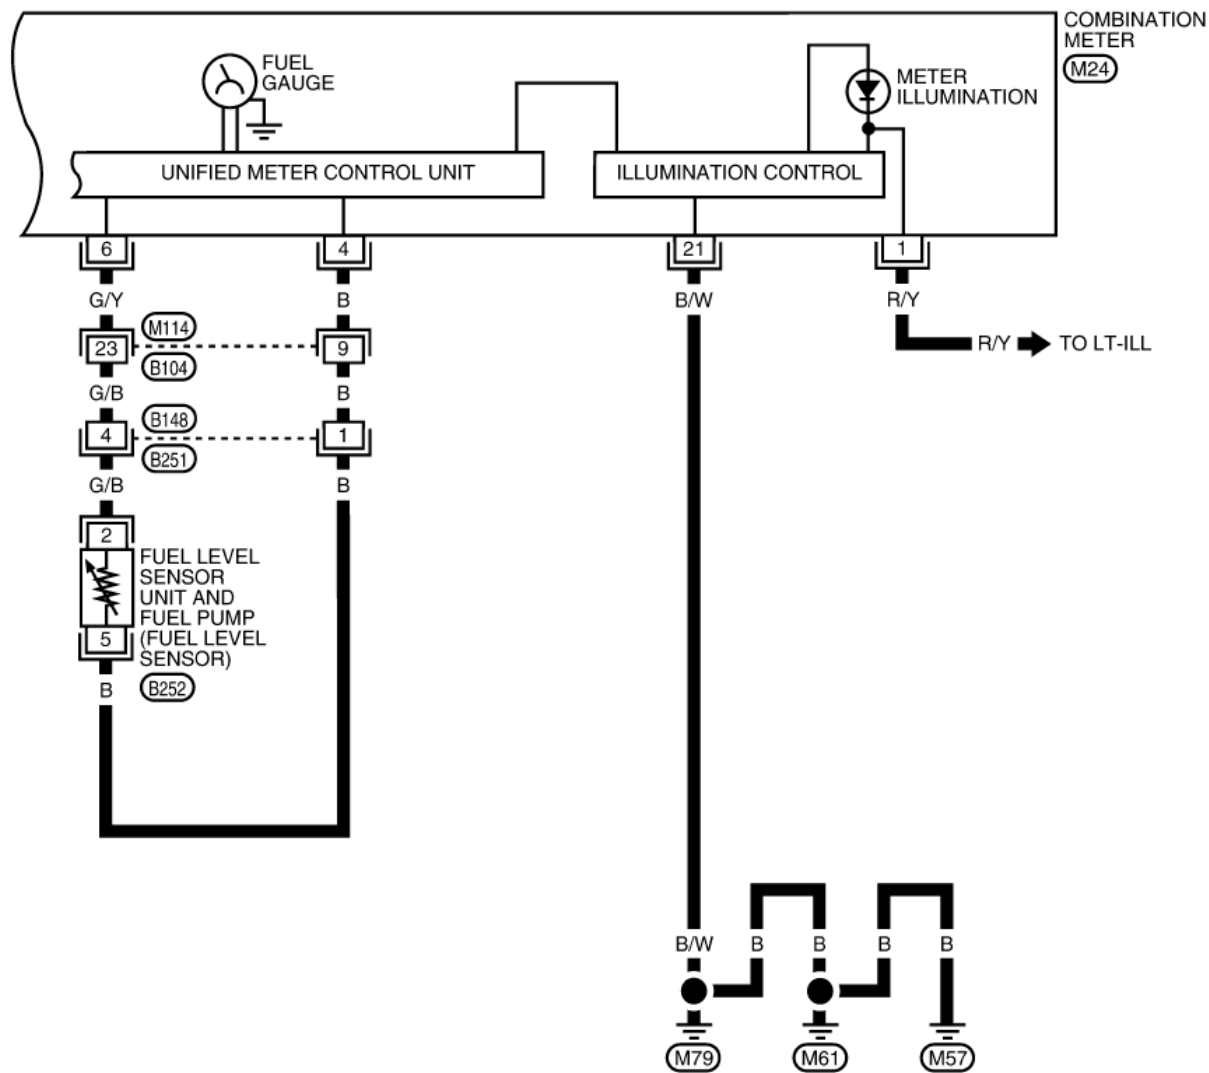 COMBINATION
METER
M24
FUEL
GAUGE
METER
ILLUMINATION
UNIFIED METER CONTROL UNIT
ILLUMINATION CONTROL
6
4
21
1
G/Y
B
B/W
R/Y
M114
23
9
B104
R/Y
TO LT-ILL
G/B
B
B148
4
1
B251
G/B
B
2
FUEL LEVEL
SENSOR
UNIT AND
FUEL PUMP
(FUEL LEVEL
SENSOR)
5
B
B252
B/W
B
B
B
B
M79
M61
M57